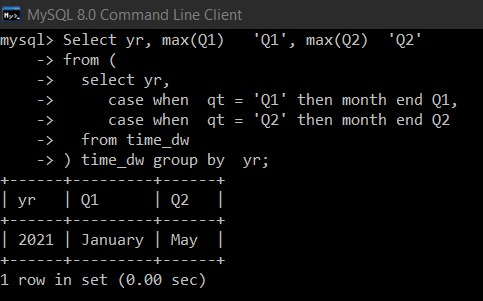 MySQL 8.0 Command Line Client
mysql> Select yr, max(Q1)   'Q1', max(Q2)  'Q2'
    -> from (
    ->   select yr,
    ->      case when  qt = 'Q1' then month end Q1,
    ->      case when  qt = 'Q2' then month end Q2
    ->   from time_dw
    -> ) time_dw group by  yr;
+------+---------+------+
| yr   | Q1      | Q2   |
+------+---------+------+
| 2021 | January | May  |
+------+---------+------+
1 row in set (0.00 sec)